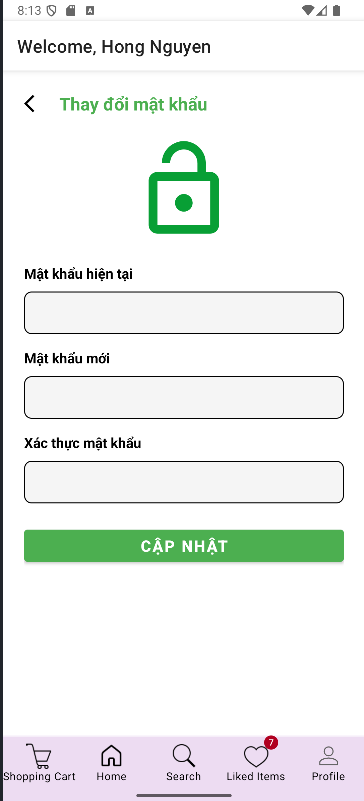 8:13
Welcome, Hong Nguyen
Thay đổi mật khẩu
Mật khẩu hiện tại
Mật khẩu mới
Xác thực mật khẩu
CẬP NHẬT
7
Shopping Cart Home Search Liked Items Profile